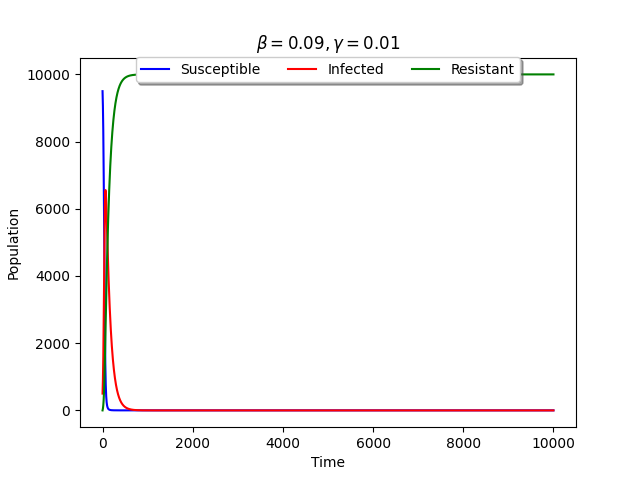 β = 0.09, γ = 0.01
Susceptible Infected Resistant
10000
8000
6000
4000
2000
0
Population
0 2000 4000 6000 8000 10000
Time